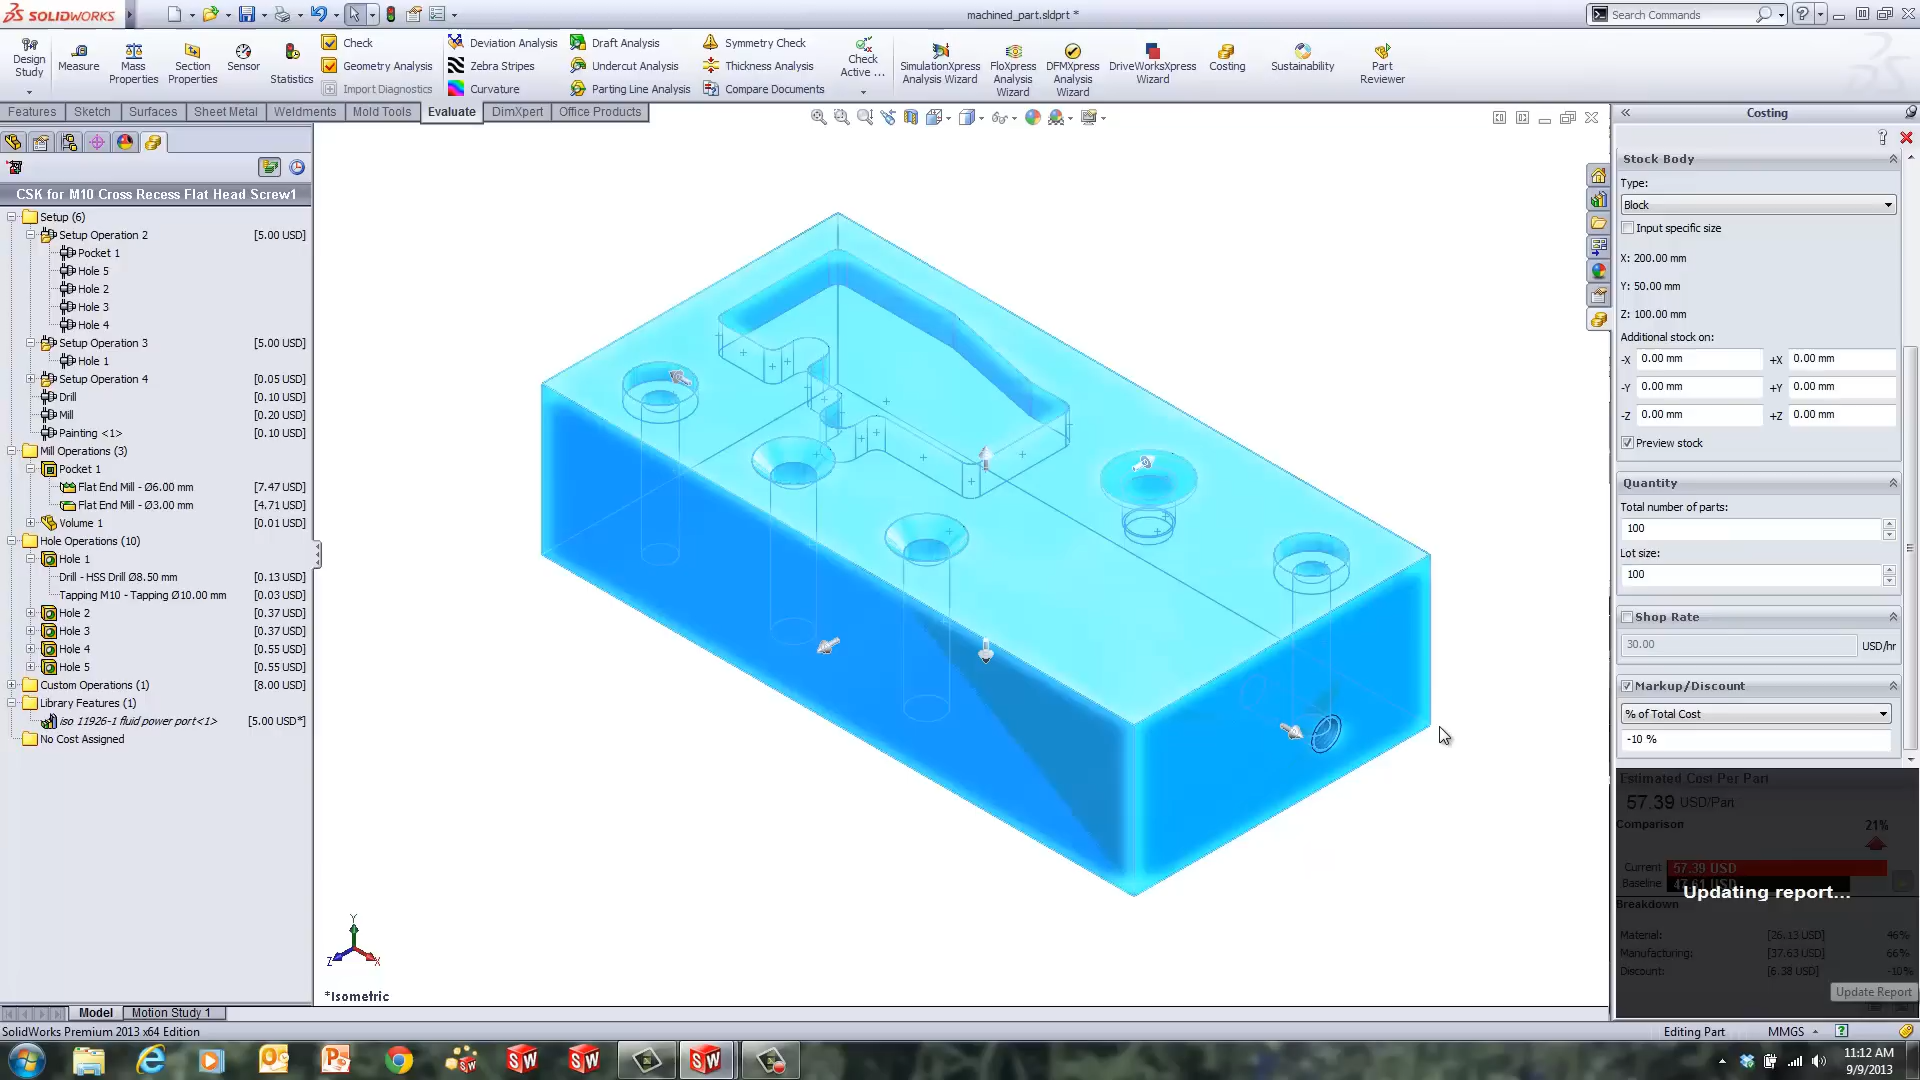 SOLIDWORKS
machined_part.sldprt *
Search Commands
Design Study
Measure
Mass Properties
Section Properties
Sensor
Statistics
Check
Geometry Analysis
Import Diagnostics
Deviation Analysis
Zebra Stripes
Curvature
Draft Analysis
Undercut Analysis
Parting Line Analysis
Symmetry Check
Thickness Analysis
Compare Documents
Check Active ...
SimulationXpress Analysis Wizard
FloXpress Analysis Wizard
DFMXpress Analysis Wizard
DriveWorksXpress Wizard
Costing
Sustainability
Part Reviewer
Features
Sketch
Surfaces
Sheet Metal
Weldments
Mold Tools
Evaluate
DimXpert
Office Products
CSK for M10 Cross Recess Flat Head Screw1
Setup (6)
Setup Operation 2 [5.00 USD]
Pocket 1
Hole 5
Hole 2
Hole 3
Hole 4
Setup Operation 3 [5.00 USD]
Hole 1
Setup Operation 4 [0.05 USD]
Drill [0.10 USD]
Mill [0.20 USD]
Painting <1> [0.10 USD]
Mill Operations (3)
Pocket 1
Flat End Mill - Ø6.00 mm [7.47 USD]
Flat End Mill - Ø3.00 mm [4.71 USD]
Volume 1 [0.01 USD]
Hole Operations (10)
Hole 1
Drill - HSS Drill Ø8.50 mm [0.13 USD]
Tapping M10 - Tapping Ø10.00 mm [0.03 USD]
Hole 2 [0.37 USD]
Hole 3 [0.37 USD]
Hole 4 [0.55 USD]
Hole 5 [0.55 USD]
Custom Operations (1) [8.00 USD]
Library Features (1)
iso 11926-1 fluid power port<1> [5.00 USD*]
No Cost Assigned
Y
Z
X
*Isometric
Costing
Stock Body
Type:
Block
Input specific size
X: 200.00 mm
Y: 50.00 mm
Z: 100.00 mm
Additional stock on:
-X 0.00 mm +X 0.00 mm
-Y 0.00 mm +Y 0.00 mm
-Z 0.00 mm +Z 0.00 mm
Preview stock
Quantity
Total number of parts:
100
Lot size:
100
Shop Rate
30.00 USD/hr
Markup/Discount
% of Total Cost
-10 %
Estimated Cost Per Part
57.39 USD/Part
Comparison 21%
Current 57.39 USD
Baseline 47.61 USD
Updating report...
Breakdown
Material: [26.13 USD] 46%
Manufacturing: [37.63 USD] 66%
Discount: [6.38 USD] -10%
Update Report
Model
Motion Study 1
SolidWorks Premium 2013 x64 Edition
Editing Part
MMGS
11:12 AM
9/9/2013